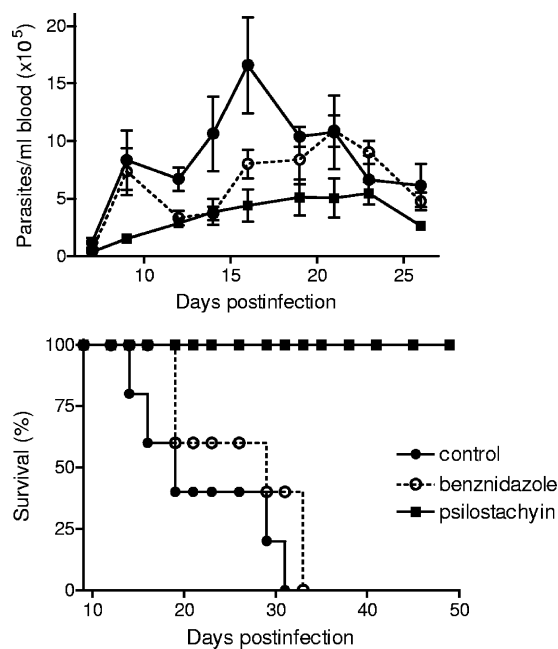 Parasites/ml blood (x10⁵)
20
15
10
5
0
10
15
20
25
Days postinfection
Survival (%)
100
75
50
25
0
10
20
30
40
50
Days postinfection
control
benznidazole
psilostachyin